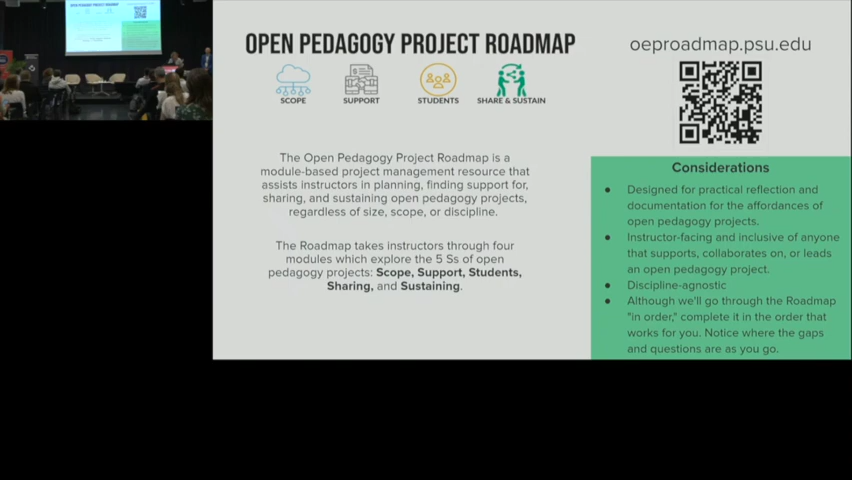 OPEN PEDAGOGY PROJECT ROADMAP
SCOPE
SUPPORT
STUDENTS
SHARE & SUSTAIN
The Open Pedagogy Project Roadmap is a
module-based project management resource that
assists instructors in planning, finding support for,
sharing, and sustaining open pedagogy projects,
regardless of size, scope, or discipline.
The Roadmap takes instructors through four
modules which explore the 5 Ss of open
pedagogy projects: Scope, Support, Students,
Sharing, and Sustaining.
oeproadmap.psu.edu
Considerations
● Designed for practical reflection and
documentation for the affordances of
open pedagogy projects.
● Instructor-facing and inclusive of anyone
that supports, collaborates on, or leads
an open pedagogy project.
● Discipline-agnostic
● Although we'll go through the Roadmap
"in order," complete it in the order that
works for you. Notice where the gaps
and questions are as you go.